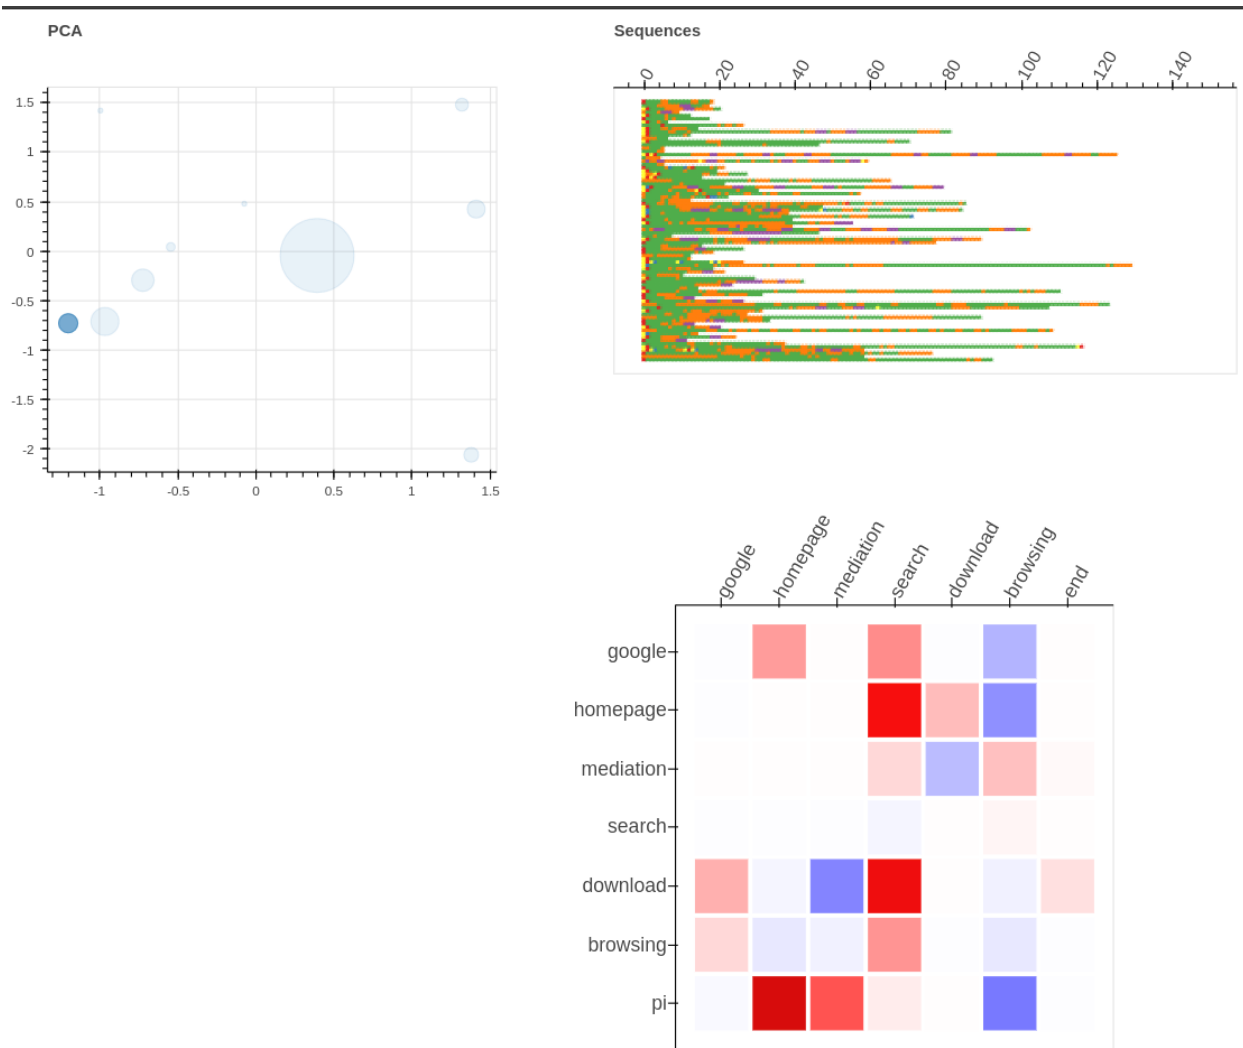 PCA
1.5
1
0.5
0
-0.5
-1
-1.5
-2
-1 -0.5 0 0.5 1 1.5
Sequences
0 20 40 60 80 100 120 140
google homepage mediation search download browsing end
google
homepage
mediation
search
download
browsing
pi